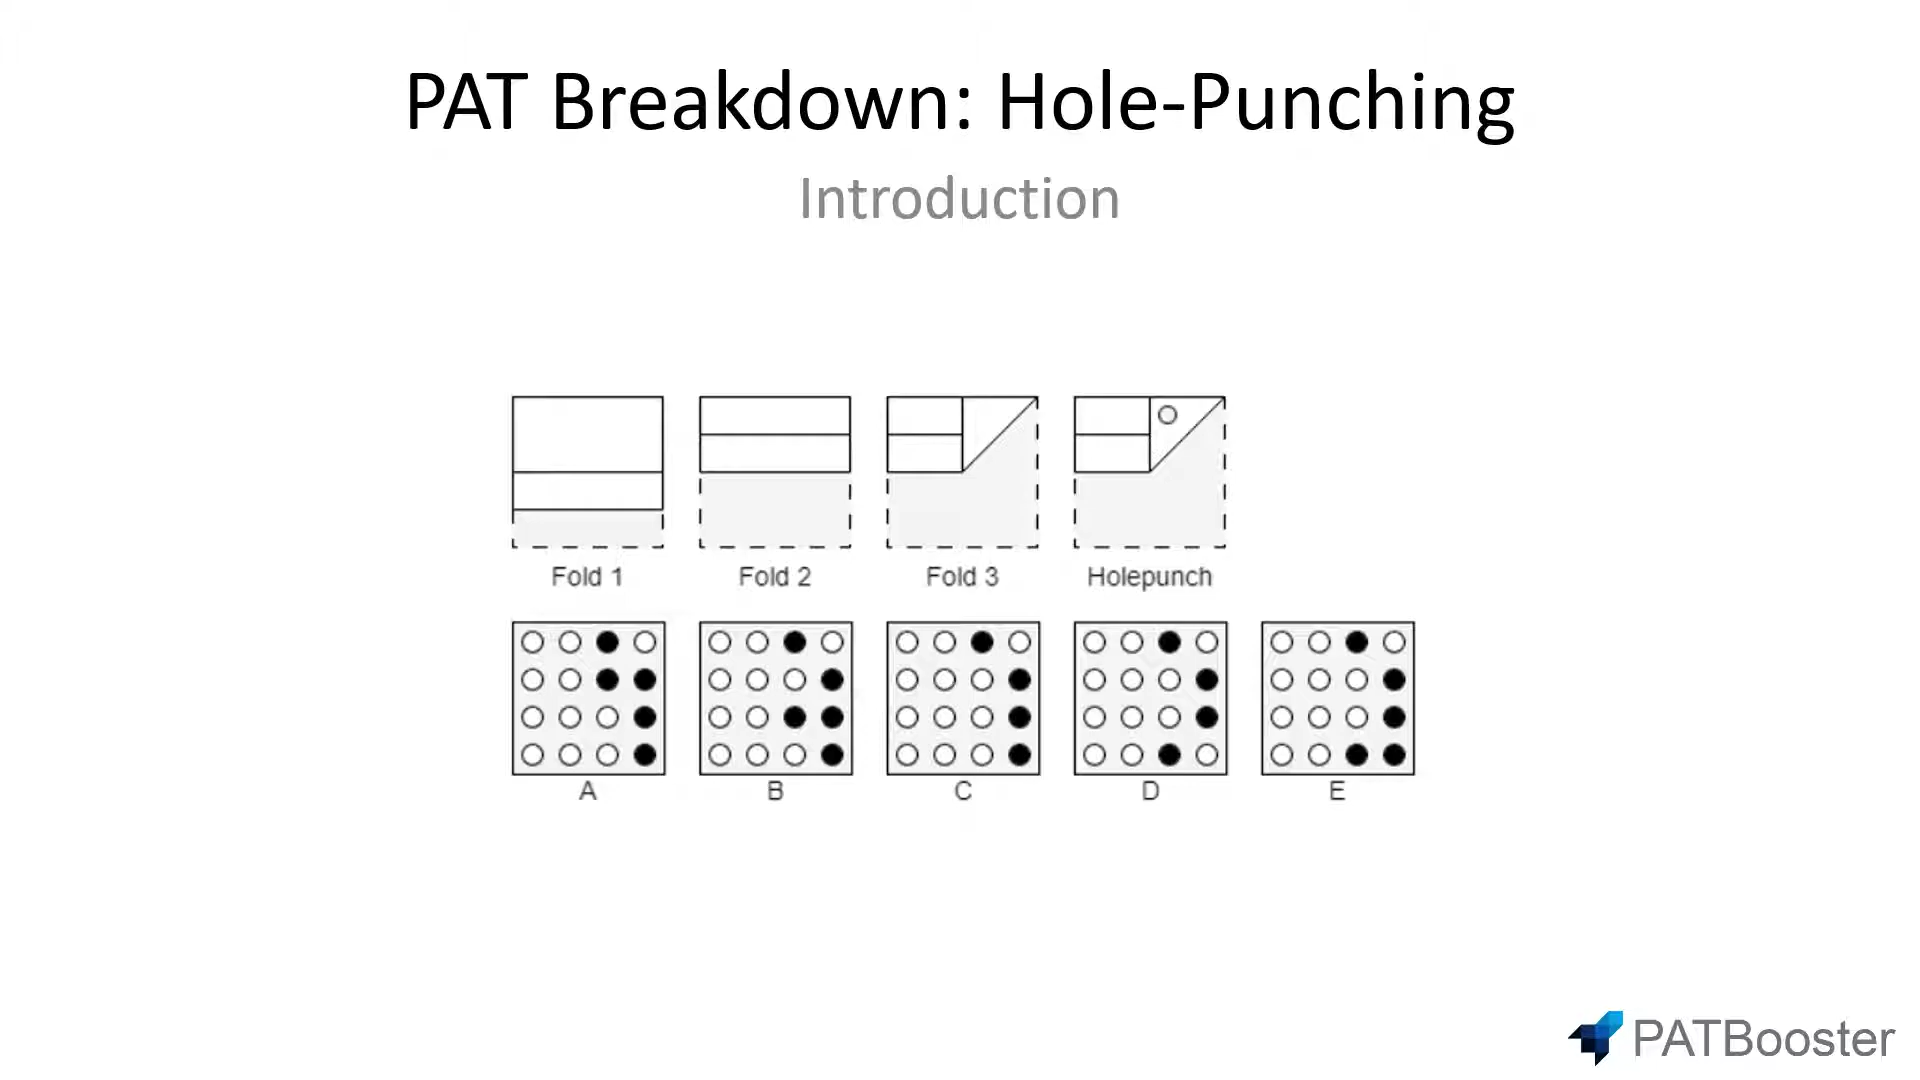 PAT Breakdown: Hole-Punching
Introduction
Fold 1 Fold 2 Fold 3 Holepunch
A B C D E
PATBooster